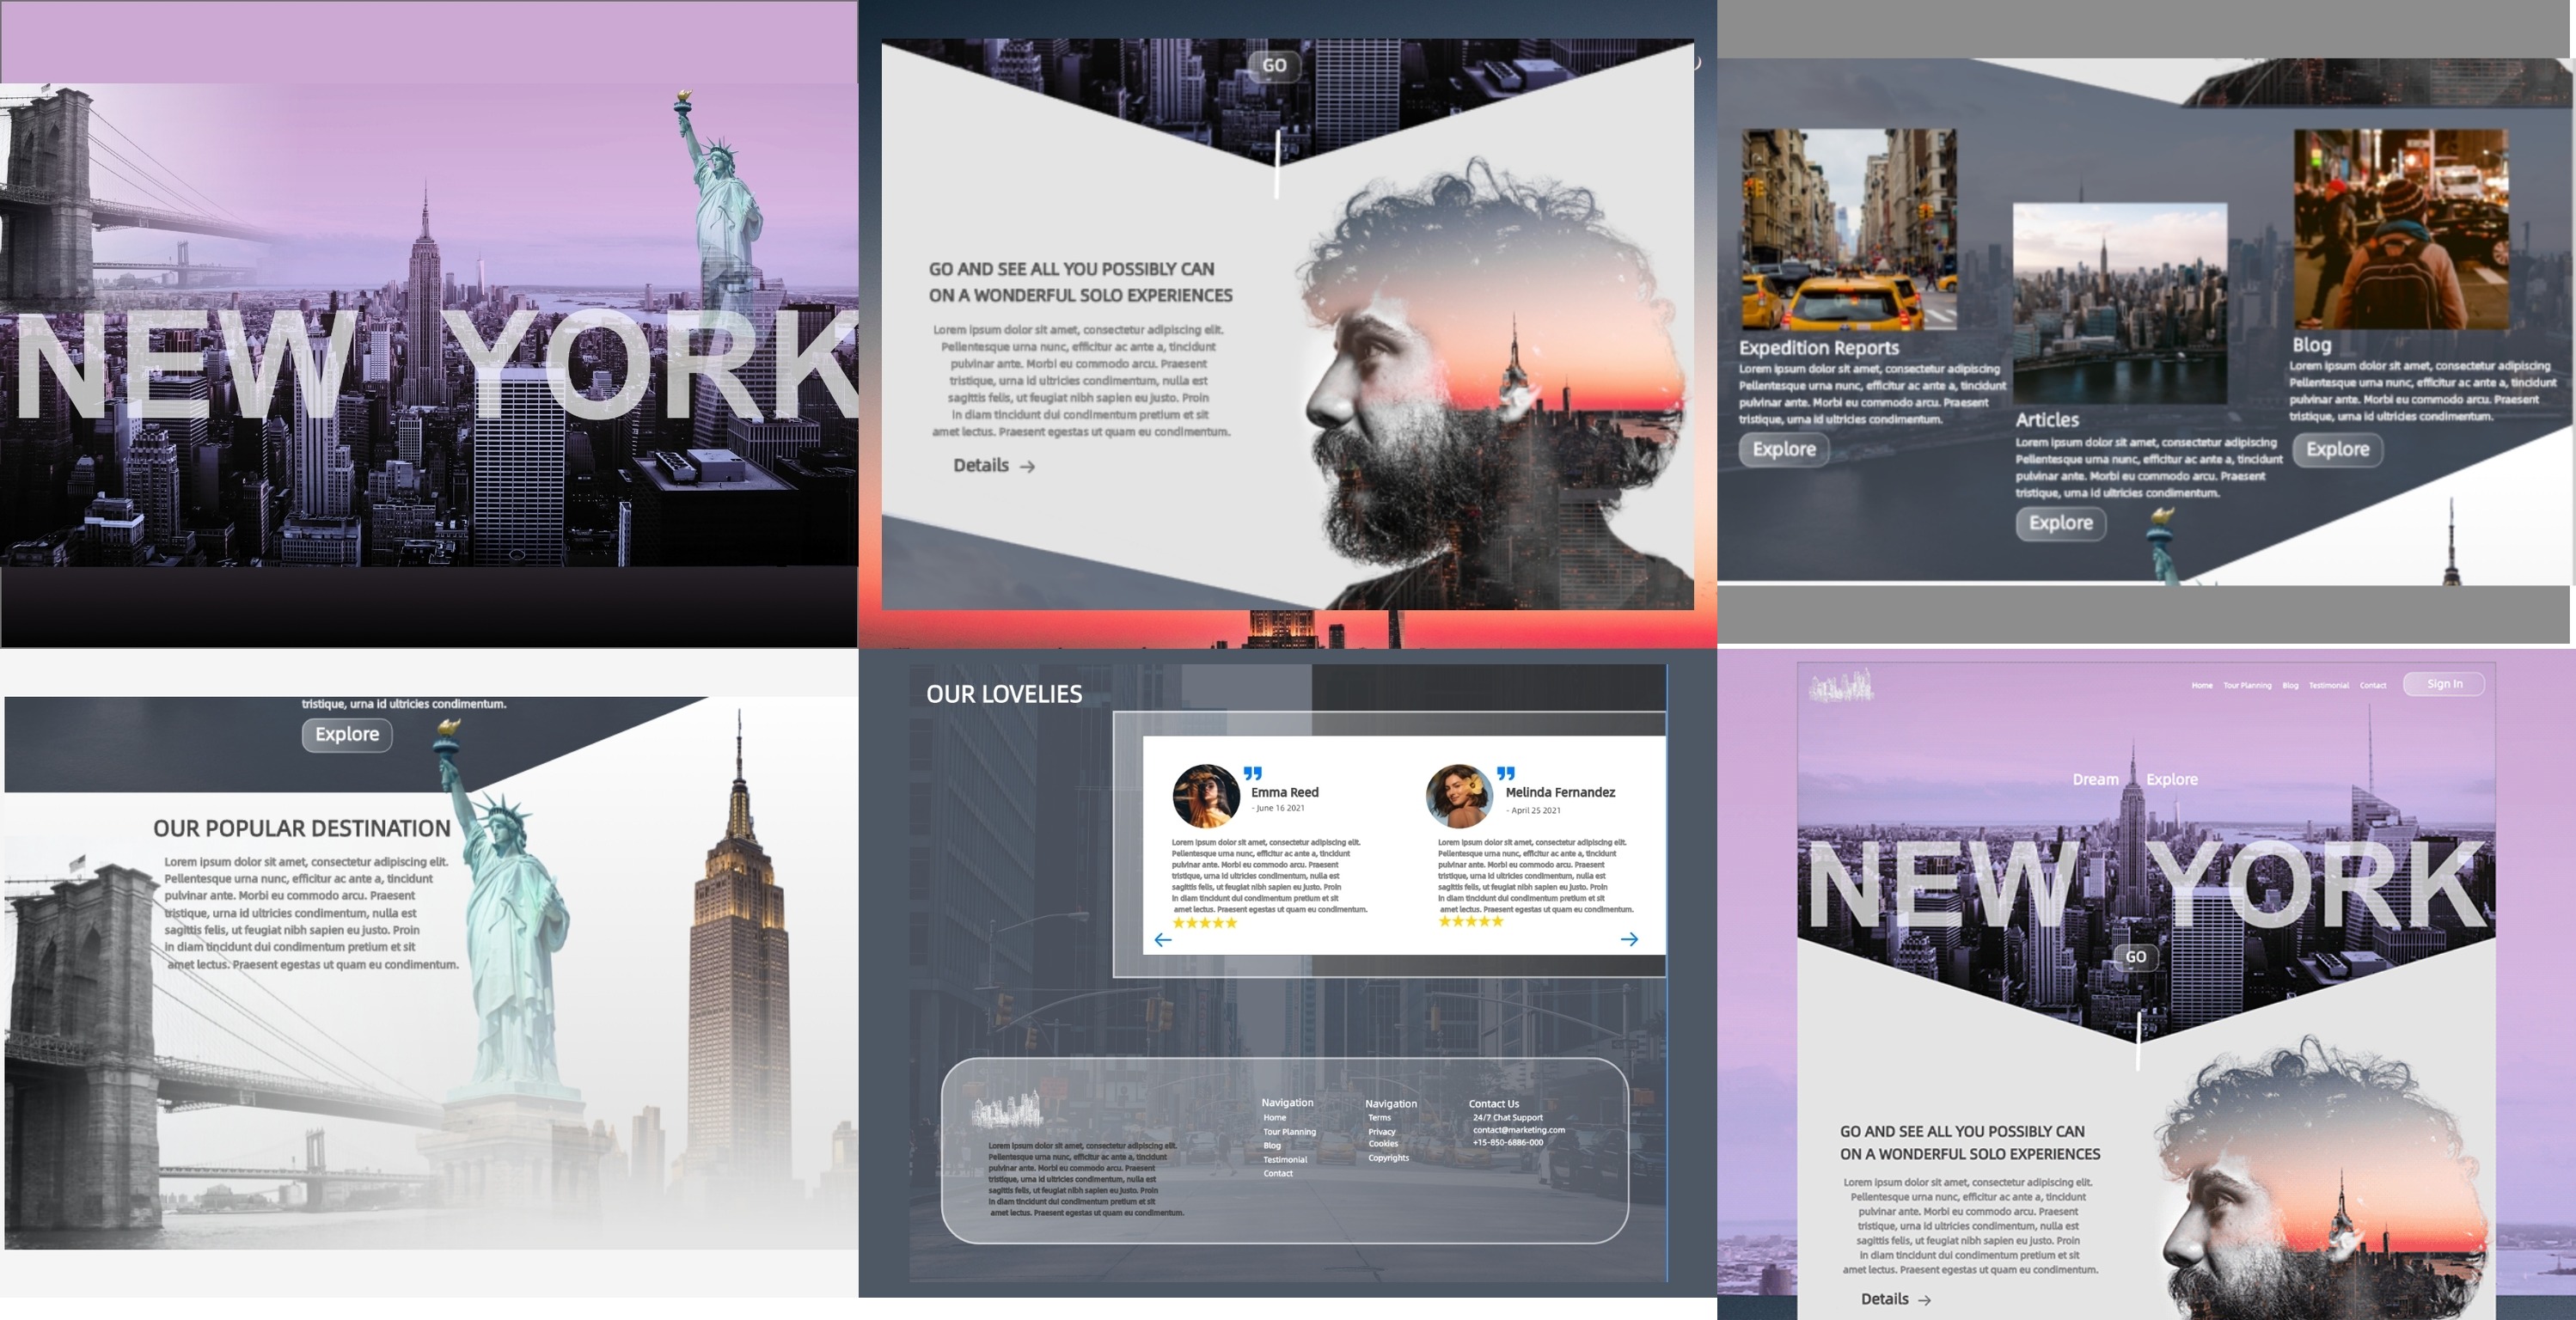 NEW YORK
GO
GO AND SEE ALL YOU POSSIBLY CAN
ON A WONDERFUL SOLO EXPERIENCES
Lorem ipsum dolor sit amet, consectetur adipiscing elit.
Pellentesque urna nunc, efficitur ac ante a, tincidunt
pulvinar ante. Morbi eu commodo arcu. Praesent
tristique, urna id ultricies condimentum, nulla est
sagittis felis, ut feugiat nibh sapien eu justo. Proin
in diam tincidunt dui condimentum pretium et sit
amet lectus. Praesent egestas ut quam eu condimentum.
Details →
Expedition Reports
Lorem ipsum dolor sit amet, consectetur adipiscing
Pellentesque urna nunc, efficitur ac ante a, tincidunt
pulvinar ante. Morbi eu commodo arcu. Praesent
tristique, urna id ultricies condimentum.
Explore
Articles
Lorem ipsum dolor sit amet, consectetur adipiscing
Pellentesque urna nunc, efficitur ac ante a, tincidunt
pulvinar ante. Morbi eu commodo arcu. Praesent
tristique, urna id ultricies condimentum.
Explore
Blog
Lorem ipsum dolor sit amet, consectetur adipiscing
Pellentesque urna nunc, efficitur ac ante a, tincidunt
pulvinar ante. Morbi eu commodo arcu. Praesent
tristique, urna id ultricies condimentum.
Explore
tristique, urna id ultricies condimentum.
Explore
OUR POPULAR DESTINATION
Lorem ipsum dolor sit amet, consectetur adipiscing elit.
Pellentesque urna nunc, efficitur ac ante a, tincidunt
pulvinar ante. Morbi eu commodo arcu. Praesent
tristique, urna id ultricies condimentum, nulla est
sagittis felis, ut feugiat nibh sapien eu justo. Proin
in diam tincidunt dui condimentum pretium et sit
amet lectus. Praesent egestas ut quam eu condimentum.
OUR LOVELIES
Emma Reed
- June 16 2021
Lorem ipsum dolor sit amet, consectetur adipiscing elit.
Pellentesque urna nunc, efficitur ac ante a, tincidunt
pulvinar ante. Morbi eu commodo arcu. Praesent
tristique, urna id ultricies condimentum, nulla est
sagittis felis, ut feugiat nibh sapien eu justo. Proin
in diam tincidunt dui condimentum pretium et sit
amet lectus. Praesent egestas ut quam eu condimentum.
Melinda Fernandez
- April 25 2021
Lorem ipsum dolor sit amet, consectetur adipiscing elit.
Pellentesque urna nunc, efficitur ac ante a, tincidunt
pulvinar ante. Morbi eu commodo arcu. Praesent
tristique, urna id ultricies condimentum, nulla est
sagittis felis, ut feugiat nibh sapien eu justo. Proin
in diam tincidunt dui condimentum pretium et sit
amet lectus. Praesent egestas ut quam eu condimentum.
Lorem ipsum dolor sit amet, consectetur adipiscing elit.
Pellentesque urna nunc, efficitur ac ante a, tincidunt
pulvinar ante. Morbi eu commodo arcu. Praesent
tristique, urna id ultricies condimentum, nulla est
sagittis felis, ut feugiat nibh sapien eu justo. Proin
in diam tincidunt dui condimentum pretium et sit
amet lectus. Praesent egestas ut quam eu condimentum.
Navigation
Home
Tour Planning
Blog
Testimonial
Contact
Navigation
Terms
Privacy
Cookies
Copyrights
Contact Us
24/7 Chat Support
contact@marketing.com
+15-850-6886-000
Home Tour Planning Blog Testimonial Contact Sign In
Dream Explore
NEW YORK
GO
GO AND SEE ALL YOU POSSIBLY CAN
ON A WONDERFUL SOLO EXPERIENCES
Lorem ipsum dolor sit amet, consectetur adipiscing elit.
Pellentesque urna nunc, efficitur ac ante a, tincidunt
pulvinar ante. Morbi eu commodo arcu. Praesent
tristique, urna id ultricies condimentum, nulla est
sagittis felis, ut feugiat nibh sapien eu justo. Proin
in diam tincidunt dui condimentum pretium et sit
amet lectus. Praesent egestas ut quam eu condimentum.
Details →